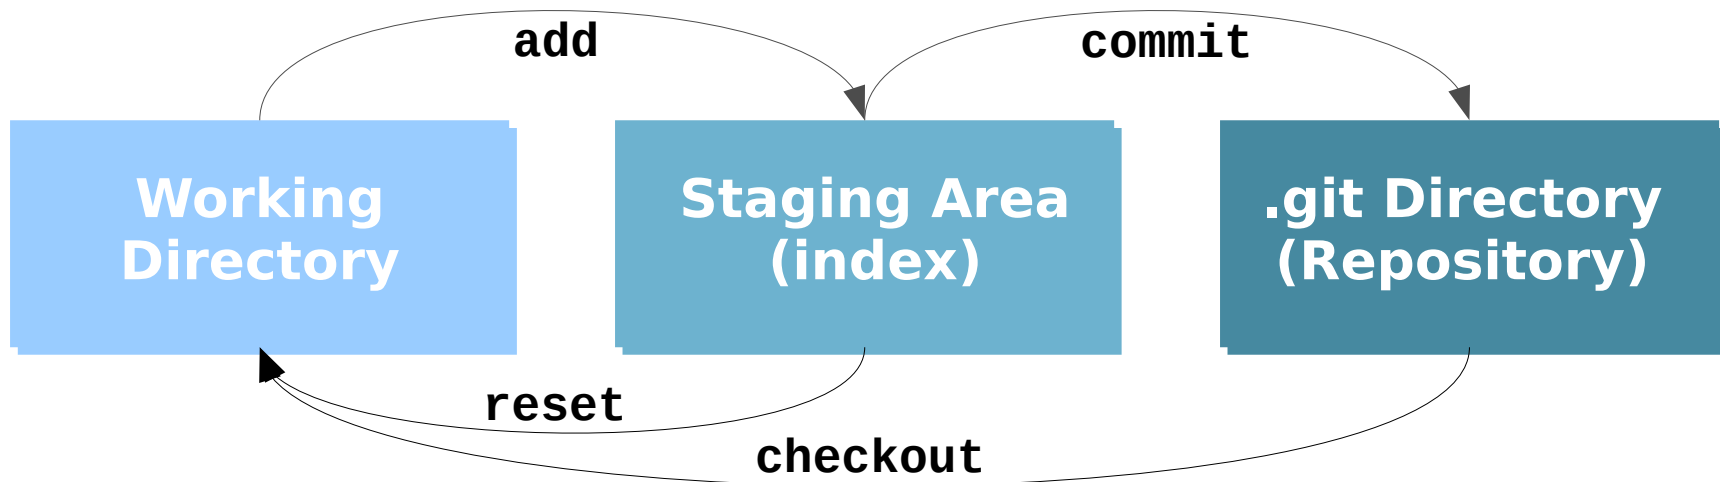 add
commit
Working
Directory
Staging Area
(index)
.git Directory
(Repository)
reset
checkout